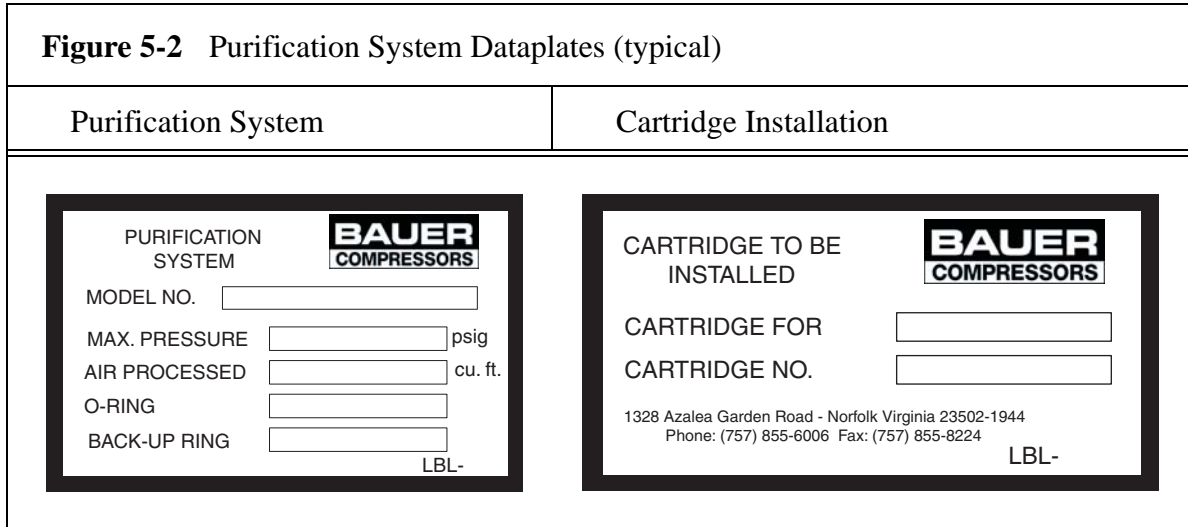 Figure 5-2 Purification System Dataplates (typical)
Purification System
Cartridge Installation
PURIFICATION
SYSTEM
BAUER
COMPRESSORS
MODEL NO.
MAX. PRESSURE psig
AIR PROCESSED cu. ft.
O-RING
BACK-UP RING
LBL-
CARTRIDGE TO BE
INSTALLED
BAUER
COMPRESSORS
CARTRIDGE FOR
CARTRIDGE NO.
1328 Azalea Garden Road - Norfolk Virginia 23502-1944
Phone: (757) 855-6006 Fax: (757) 855-8224
LBL-